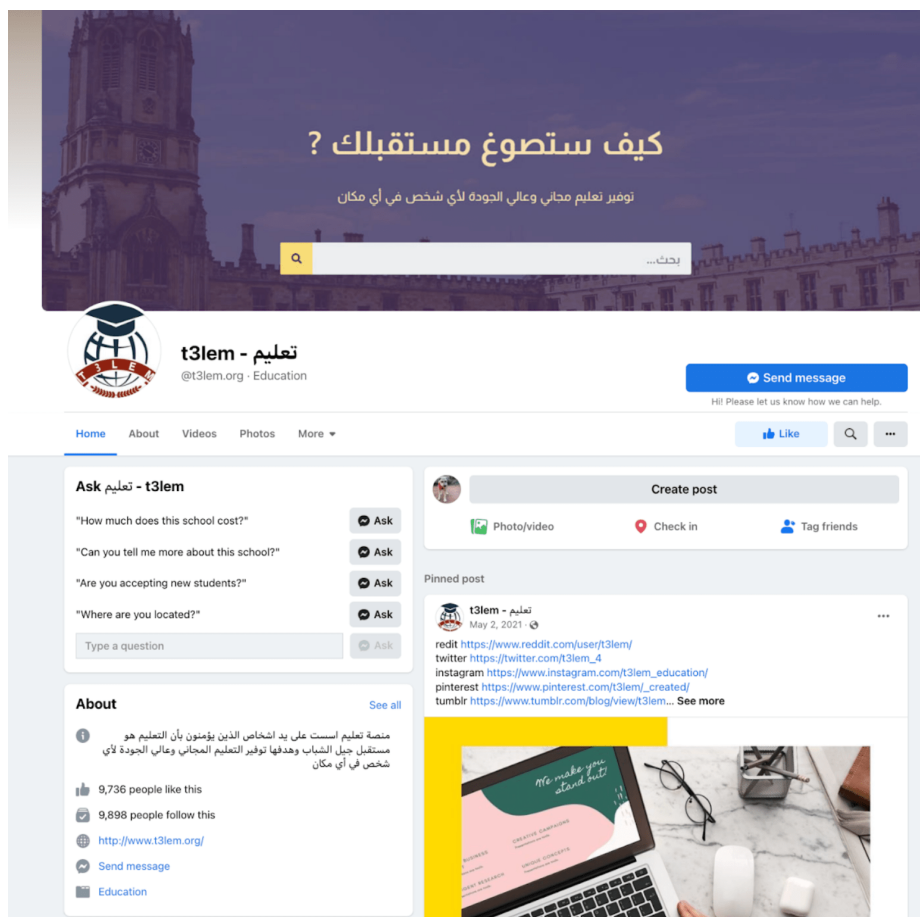 كيف ستصوغ مستقبلك ?
توفير تعليم مجاني وعالي الجودة لأي شخص في أي مكان
بحث...
T3LEM
t3lem - تعليم
@t3lem.org · Education
Send message
Hi! Please let us know how we can help.
Home About Videos Photos More
Like
Ask تعليم - t3lem
"How much does this school cost?" Ask
"Can you tell me more about this school?" Ask
"Are you accepting new students?" Ask
"Where are you located?" Ask
Type a question Ask
About See all
منصة تعليم اسست على يد اشخاص الذين يؤمنون بأن التعليم هو
مستقبل جيل الشباب وهدفها توفير التعليم المجاني وعالي الجودة لأي
شخص في أي مكان
9,736 people like this
9,898 people follow this
http://www.t3lem.org/
Send message
Education
Create post
Photo/video Check in Tag friends
Pinned post
t3lem - تعليم
May 2, 2021 ·
redit https://www.reddit.com/user/t3lem/
twitter https://twitter.com/t3lem_4
instagram https://www.instagram.com/t3lem_education/
pinterest https://www.pinterest.com/t3lem/_created/
tumblr https://www.tumblr.com/blog/view/t3lem... See more
We make you
stand out!
CREATIVE CAMPAIGNS
BUSINESS
UNIQUE CONCEPTS
RESEARCH